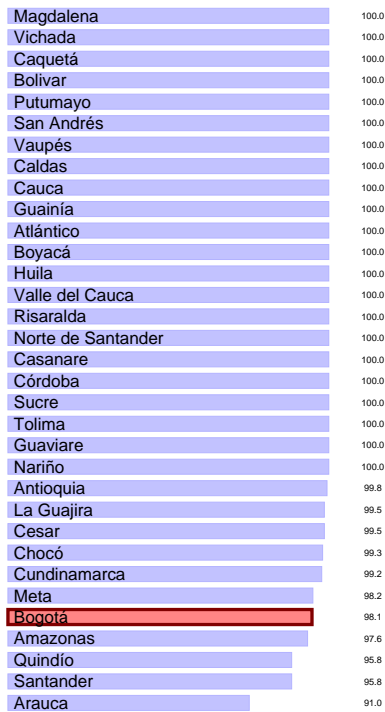 Magdalena 100.0
Vichada 100.0
Caquetá 100.0
Bolivar 100.0
Putumayo 100.0
San Andrés 100.0
Vaupés 100.0
Caldas 100.0
Cauca 100.0
Guainía 100.0
Atlántico 100.0
Boyacá 100.0
Huila 100.0
Valle del Cauca 100.0
Risaralda 100.0
Norte de Santander 100.0
Casanare 100.0
Córdoba 100.0
Sucre 100.0
Tolima 100.0
Guaviare 100.0
Nariño 100.0
Antioquia 99.8
La Guajira 99.5
Cesar 99.5
Chocó 99.3
Cundinamarca 99.2
Meta 98.2
Bogotá 98.1
Amazonas 97.6
Quindío 95.8
Santander 95.8
Arauca 91.0